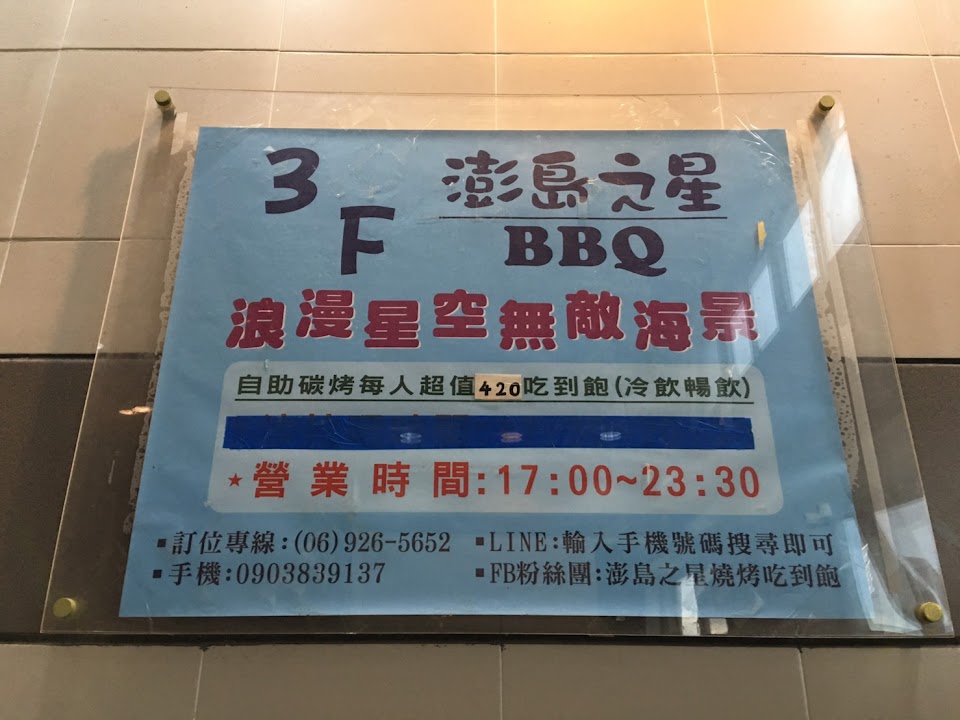 3F 澎島之星
BBQ
浪漫星空無敵海景
自助碳烤每人超值420吃到飽(冷飲暢飲)
★營業時間:17:00~23:30
▪訂位專線:(06)926-5652 ▪LINE:輸入手機號碼搜尋即可
▪手機:0903839137 ▪FB粉絲團:澎島之星燒烤吃到飽